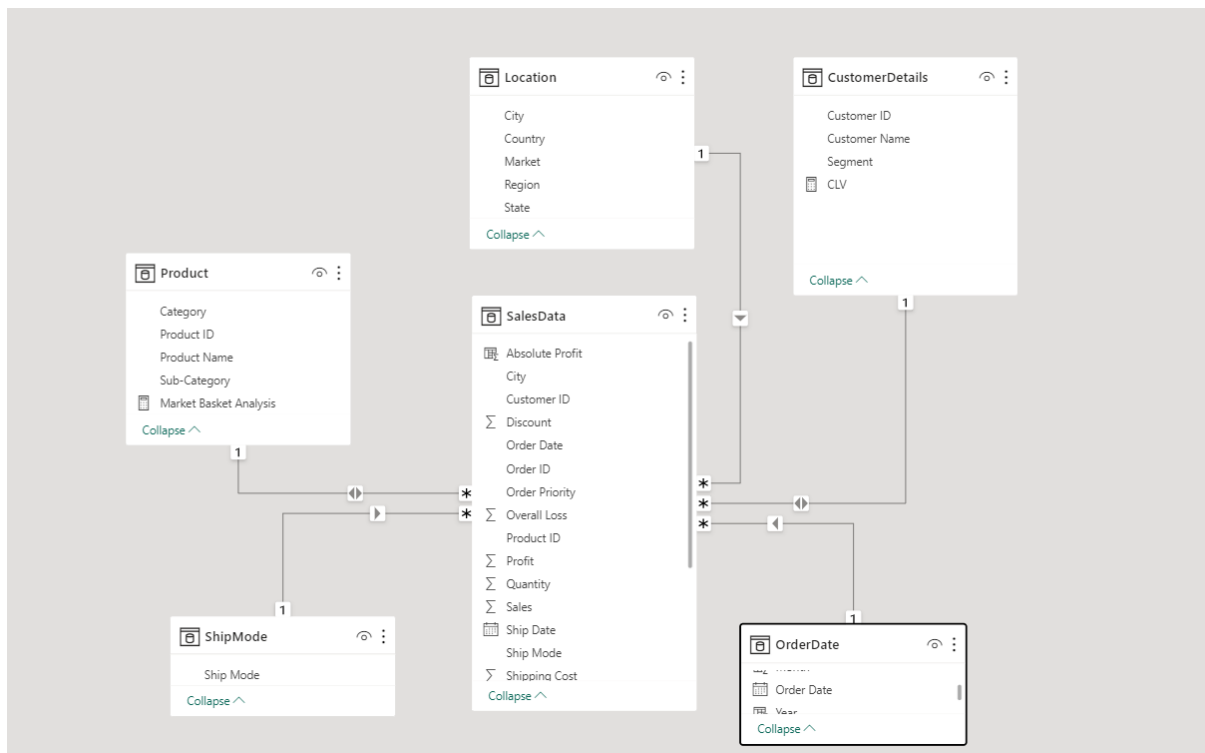 Location
City
Country
Market
Region
State
Collapse
1
CustomerDetails
Customer ID
Customer Name
Segment
CLV
Collapse
1
Product
Category
Product ID
Product Name
Sub-Category
Market Basket Analysis
Collapse
1
SalesData
Absolute Profit
City
Customer ID
Discount
Order Date
Order ID
Order Priority
Overall Loss
Product ID
Profit
Quantity
Sales
Ship Date
Ship Mode
Shipping Cost
Collapse
*
*
*
*
*
1
ShipMode
Ship Mode
Collapse
1
OrderDate
Month
Order Date
Year
Collapse